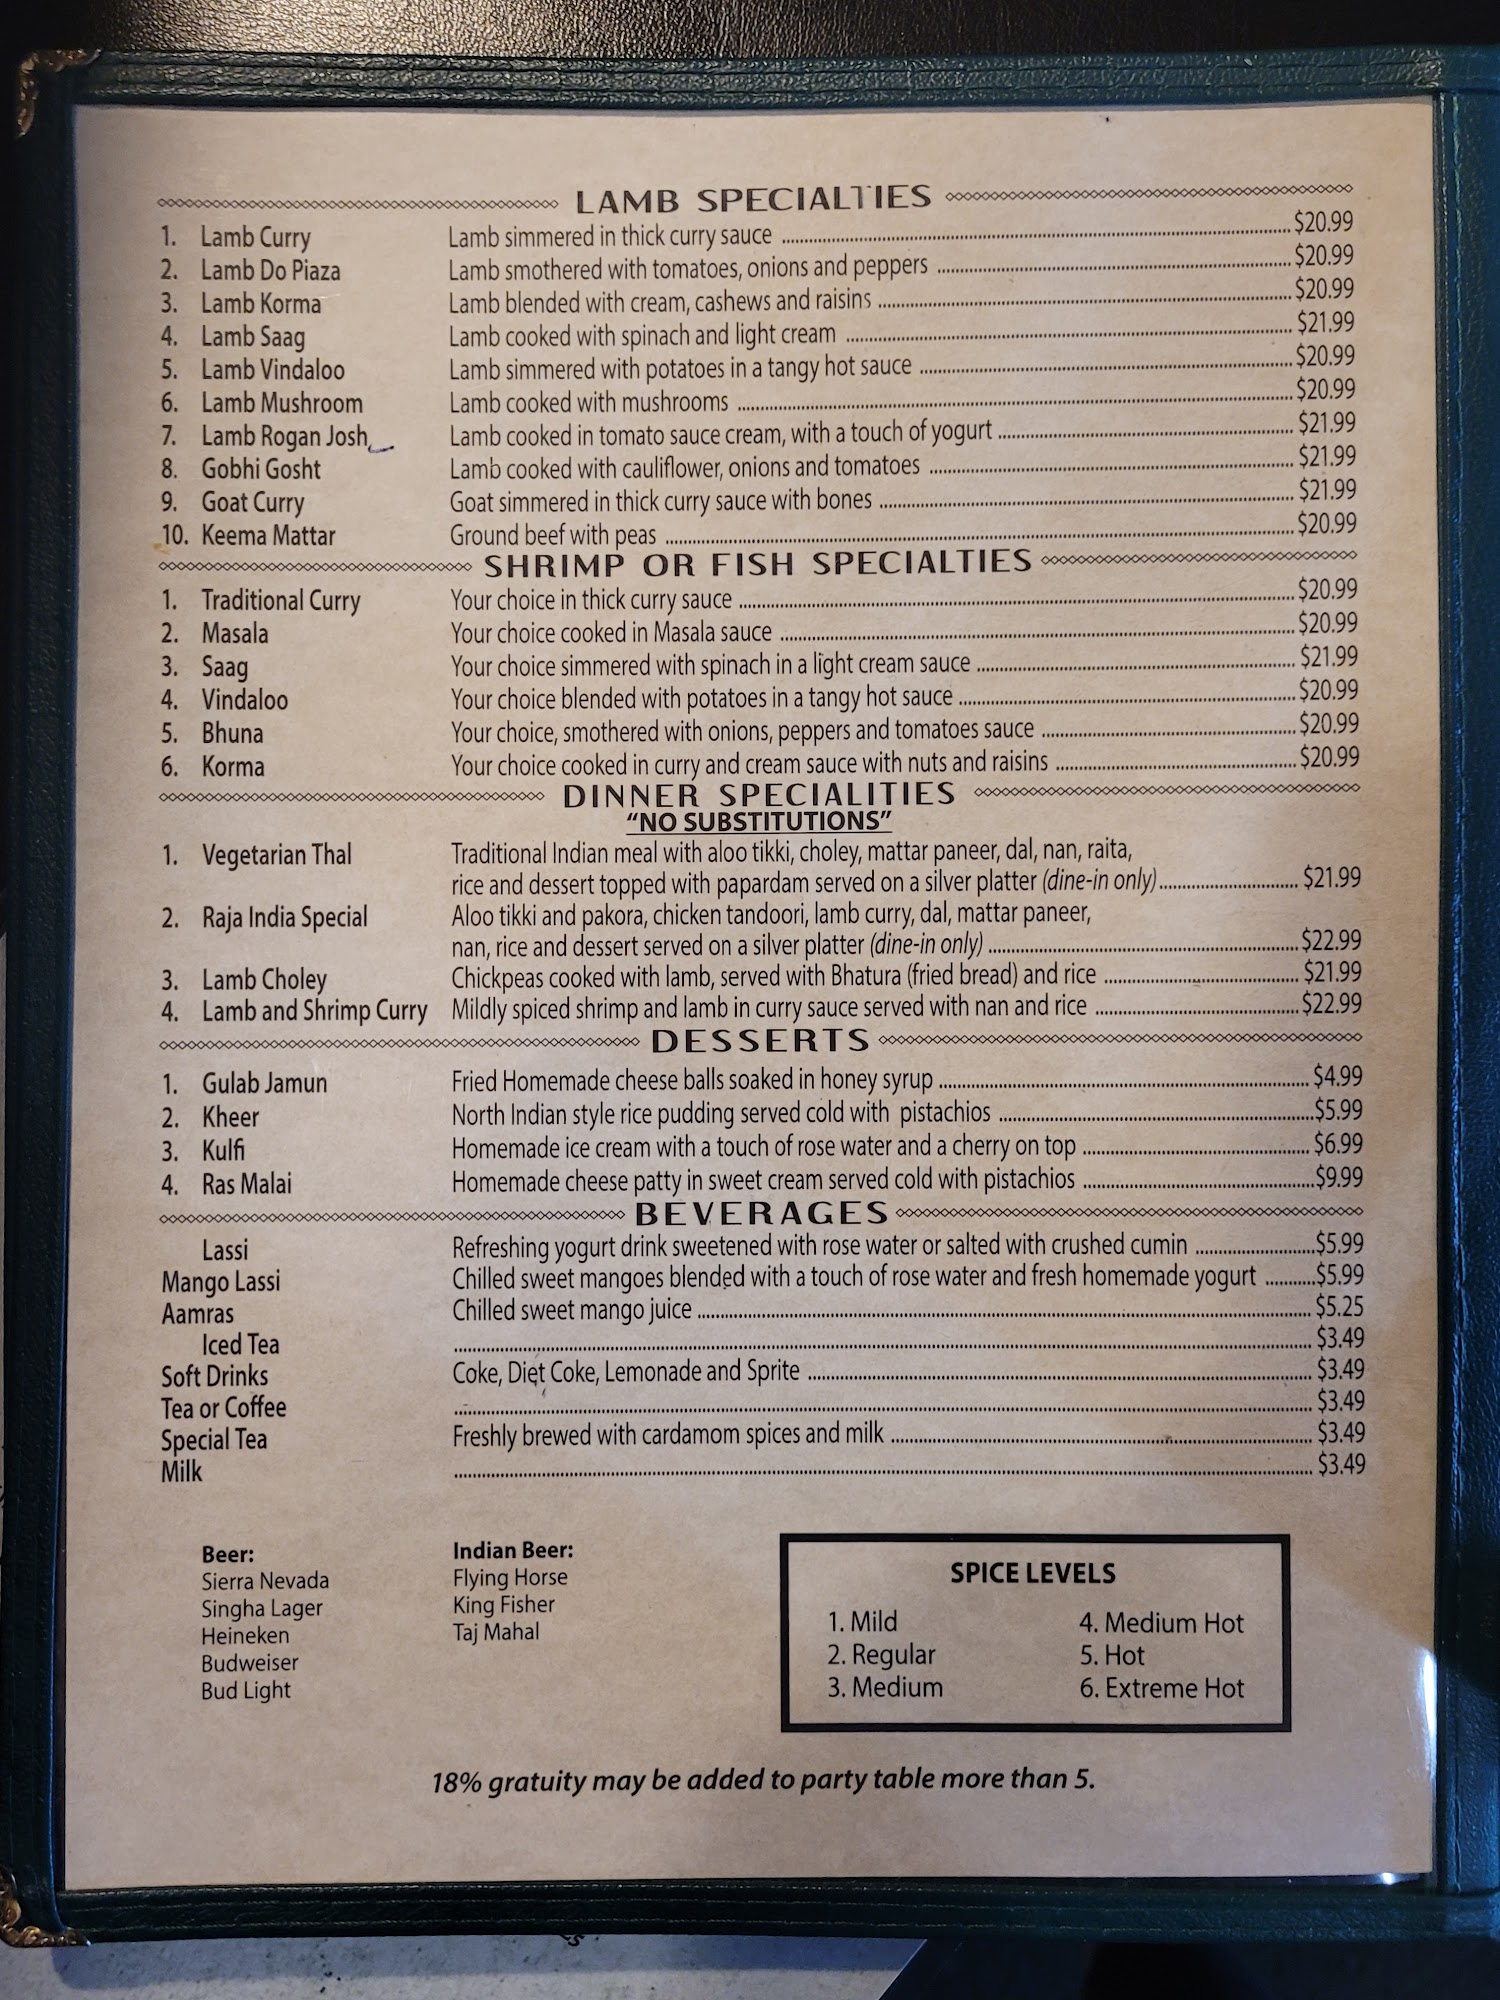 LAMB SPECIALTIES
1. Lamb Curry Lamb simmered in thick curry sauce $20.99
2. Lamb Do Piaza Lamb smothered with tomatoes, onions and peppers $20.99
3. Lamb Korma Lamb blended with cream, cashews and raisins $20.99
4. Lamb Saag Lamb cooked with spinach and light cream $21.99
5. Lamb Vindaloo Lamb simmered with potatoes in a tangy hot sauce $20.99
6. Lamb Mushroom Lamb cooked with mushrooms $20.99
7. Lamb Rogan Josh Lamb cooked in tomato sauce cream, with a touch of yogurt $21.99
8. Gobhi Gosht Lamb cooked with cauliflower, onions and tomatoes $21.99
9. Goat Curry Goat simmered in thick curry sauce with bones $21.99
10. Keema Mattar Ground beef with peas $20.99
SHRIMP OR FISH SPECIALTIES
1. Traditional Curry Your choice in thick curry sauce $20.99
2. Masala Your choice cooked in Masala sauce $20.99
3. Saag Your choice simmered with spinach in a light cream sauce $21.99
4. Vindaloo Your choice blended with potatoes in a tangy hot sauce $20.99
5. Bhuna Your choice, smothered with onions, peppers and tomatoes sauce $20.99
6. Korma Your choice cooked in curry and cream sauce with nuts and raisins $20.99
DINNER SPECIALITIES
"NO SUBSTITUTIONS"
1. Vegetarian Thal Traditional Indian meal with aloo tikki, choley, mattar paneer, dal, nan, raita,
rice and dessert topped with papardam served on a silver platter (dine-in only) $21.99
2. Raja India Special Aloo tikki and pakora, chicken tandoori, lamb curry, dal, mattar paneer,
nan, rice and dessert served on a silver platter (dine-in only) $22.99
3. Lamb Choley Chickpeas cooked with lamb, served with Bhatura (fried bread) and rice $21.99
4. Lamb and Shrimp Curry Mildly spiced shrimp and lamb in curry sauce served with nan and rice $22.99
DESSERTS
1. Gulab Jamun Fried Homemade cheese balls soaked in honey syrup $4.99
2. Kheer North Indian style rice pudding served cold with pistachios $5.99
3. Kulfi Homemade ice cream with a touch of rose water and a cherry on top $6.99
4. Ras Malai Homemade cheese patty in sweet cream served cold with pistachios $9.99
BEVERAGES
Lassi Refreshing yogurt drink sweetened with rose water or salted with crushed cumin $5.99
Mango Lassi Chilled sweet mangoes blended with a touch of rose water and fresh homemade yogurt $5.99
Aamras Chilled sweet mango juice $5.25
Iced Tea $3.49
Soft Drinks Coke, Diet Coke, Lemonade and Sprite $3.49
Tea or Coffee $3.49
Special Tea Freshly brewed with cardamom spices and milk $3.49
Milk $3.49
Beer:
Sierra Nevada
Singha Lager
Heineken
Budweiser
Bud Light
Indian Beer:
Flying Horse
King Fisher
Taj Mahal
SPICE LEVELS
1. Mild
2. Regular
3. Medium
4. Medium Hot
5. Hot
6. Extreme Hot
18% gratuity may be added to party table more than 5.